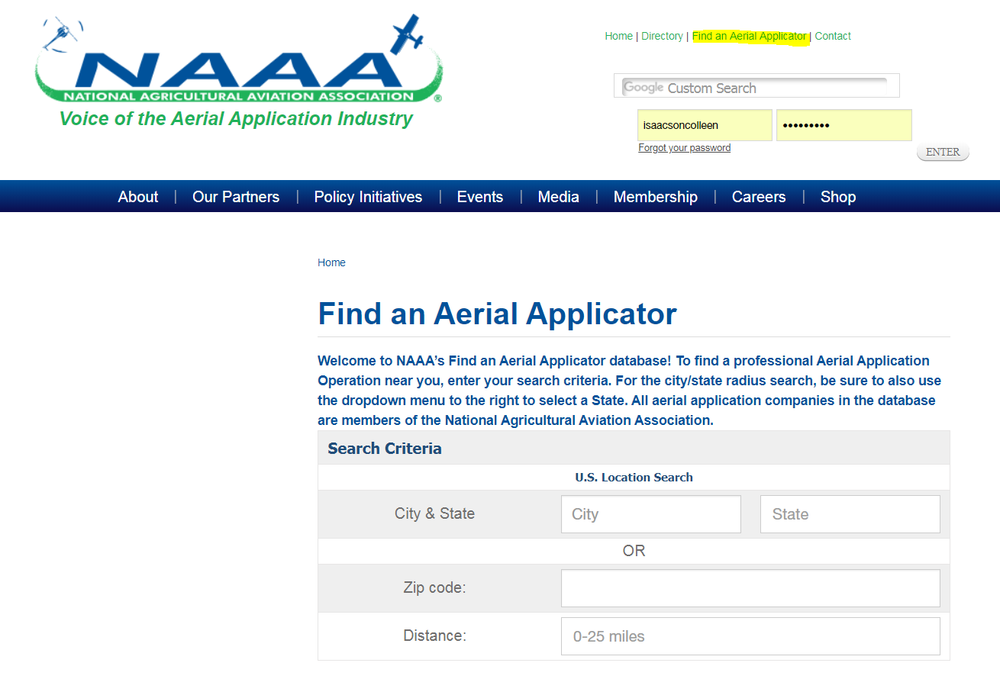 NAAA
NATIONAL AGRICULTURAL AVIATION ASSOCIATION ®
Voice of the Aerial Application Industry
Home | Directory | Find an Aerial Applicator | Contact
Google Custom Search
isaacsoncolleen •••••••••
Forgot your password
ENTER
About | Our Partners | Policy Initiatives | Events | Media | Membership | Careers | Shop
Home
Find an Aerial Applicator
Welcome to NAAA’s Find an Aerial Applicator database! To find a professional Aerial Application
Operation near you, enter your search criteria. For the city/state radius search, be sure to also use
the dropdown menu to the right to select a State. All aerial application companies in the database
are members of the National Agricultural Aviation Association.
Search Criteria
U.S. Location Search
City & State City State
OR
Zip code:
Distance: 0-25 miles